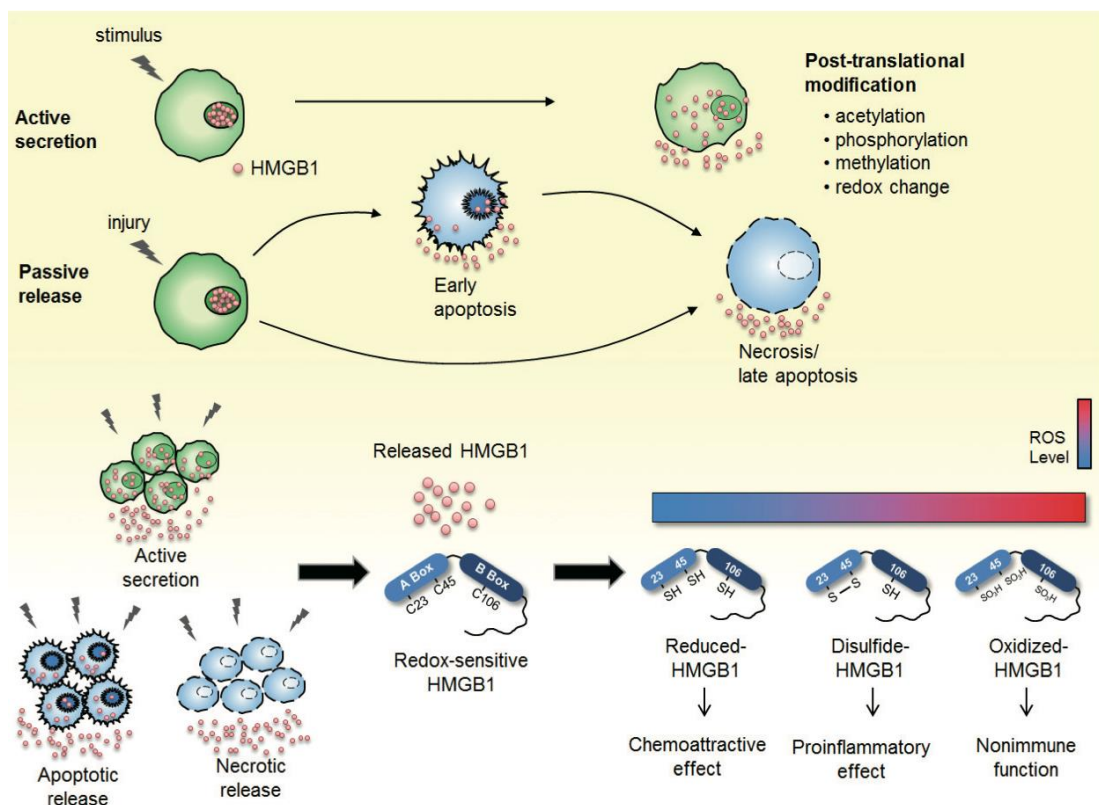 stimulus
Active
secretion
HMGB1
Post-translational
modification
• acetylation
• phosphorylation
• methylation
• redox change
injury
Passive
release
Early
apoptosis
Necrosis/
late apoptosis
Active
secretion
Apoptotic
release
Necrotic
release
Released HMGB1
A Box
B Box
C23
C45
C106
Redox-sensitive
HMGB1
ROS
Level
23 45
106
SH
SH
SH
Reduced-
HMGB1
Chemoattractive
effect
23 45
106
S—S
SH
Disulfide-
HMGB1
Proinflammatory
effect
23 45
106
SO₃H
SO₃H
SO₃H
Oxidized-
HMGB1
Nonimmune
function